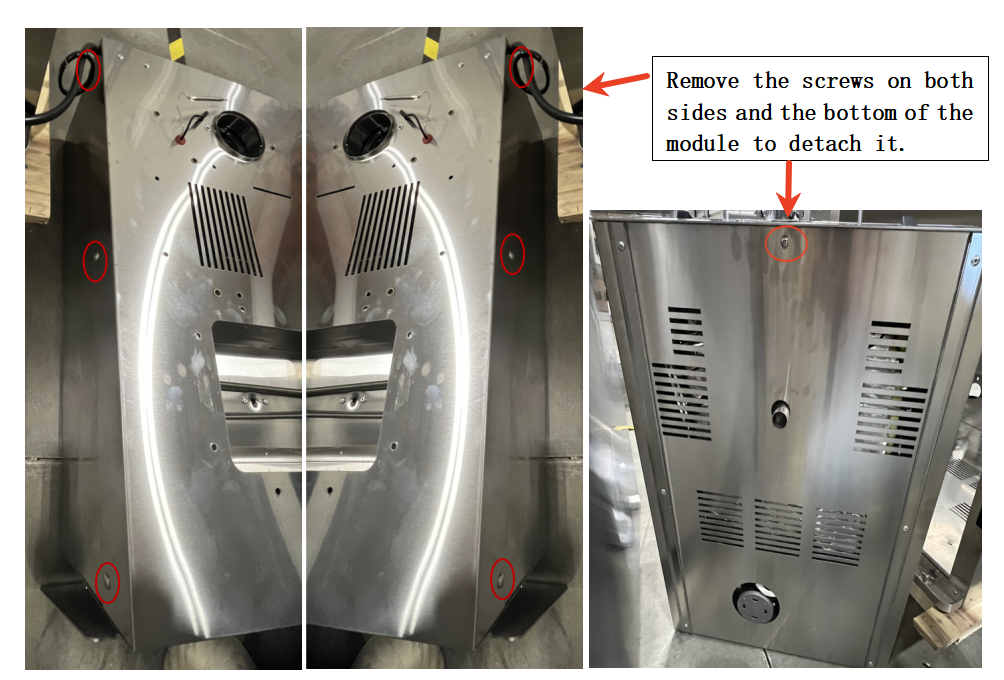 Remove the screws on both
sides and the bottom of the
module to detach it.